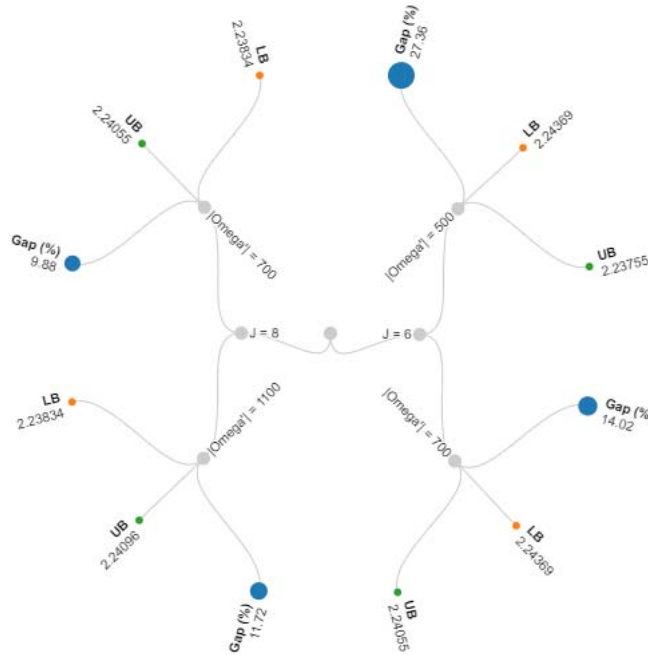 LB
2.23834
Gap (%)
27.36
UB
2.24055
LB
2.24369
|Omega'| = 700
|Omega'| = 500
Gap (%)
9.88
UB
2.23755
J = 8
J = 6
LB
2.23834
|Omega'| = 1100
|Omega'| = 700
Gap (%
14.02
UB
2.24096
LB
2.24369
Gap (%)
11.72
UB
2.24055